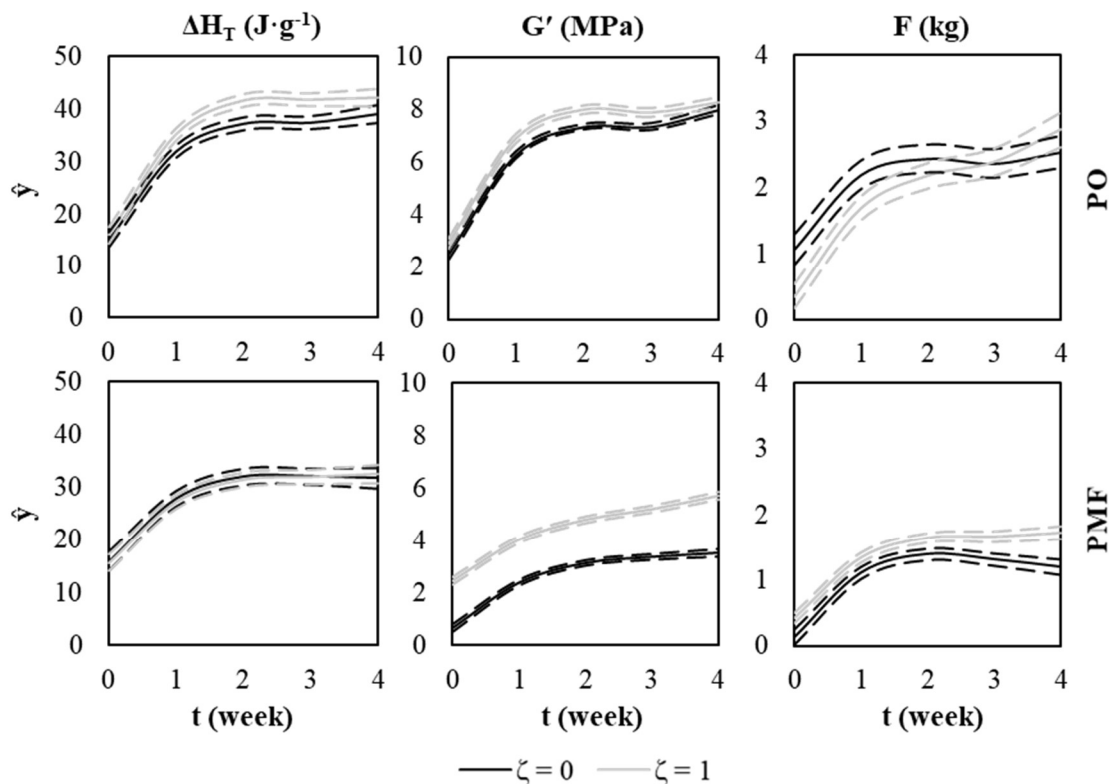 ΔH_T (J·g⁻¹) G′ (MPa) F (kg)
50 10 4
40 8 3
30 6 2
20 4 1
10 2 0
0 0
ŷ
PO
0 1 2 3 4 0 1 2 3 4 0 1 2 3 4
50 10 4
40 8 3
30 6 2
20 4 1
10 2 0
0 0
ŷ
PMF
0 1 2 3 4 0 1 2 3 4 0 1 2 3 4
t (week) t (week) t (week)
ζ = 0 ζ = 1